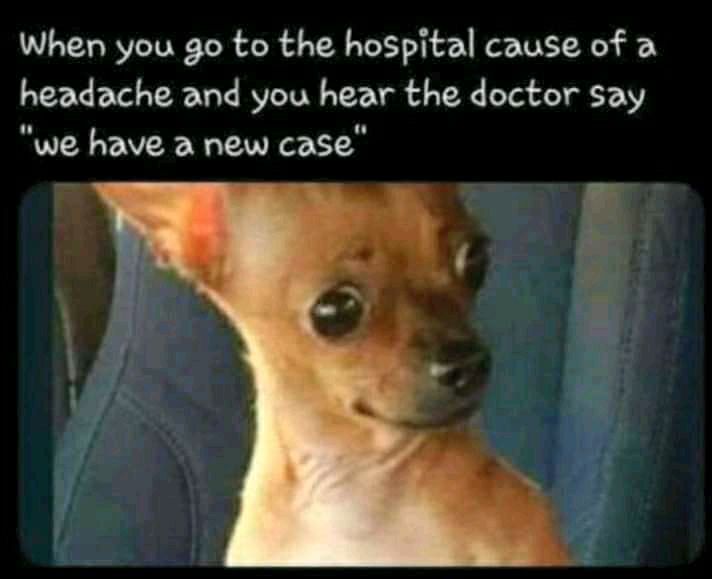 When you go to the hospital cause of a
headache and you hear the doctor say
"we have a new case"